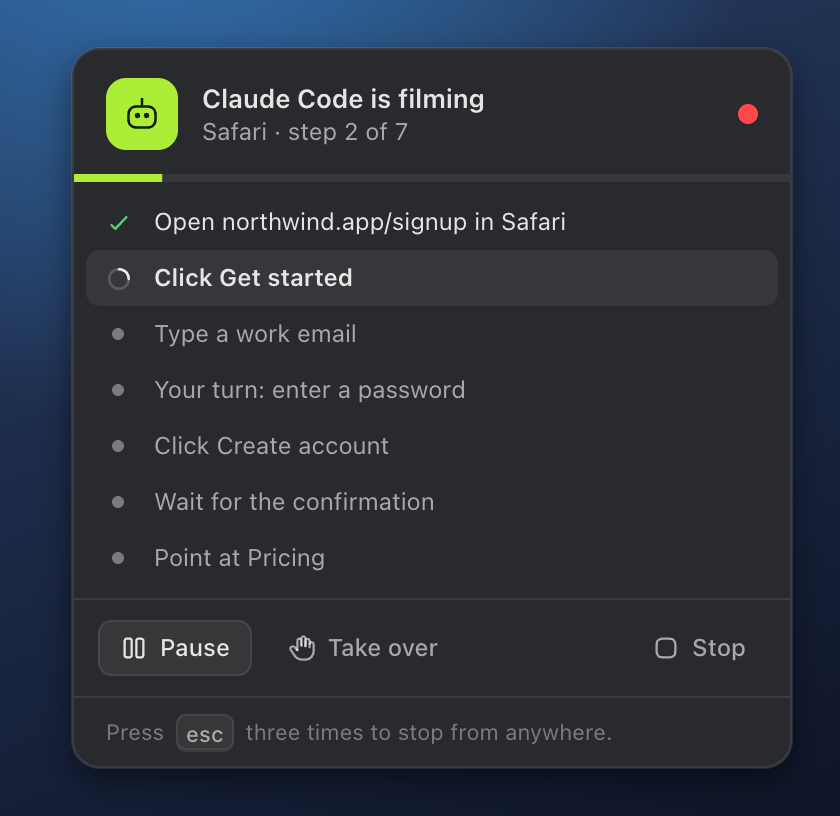 Claude Code is filming
Safari · step 2 of 7
Open northwind.app/signup in Safari
Click Get started
Type a work email
Your turn: enter a password
Click Create account
Wait for the confirmation
Point at Pricing
Pause Take over Stop
Press esc three times to stop from anywhere.